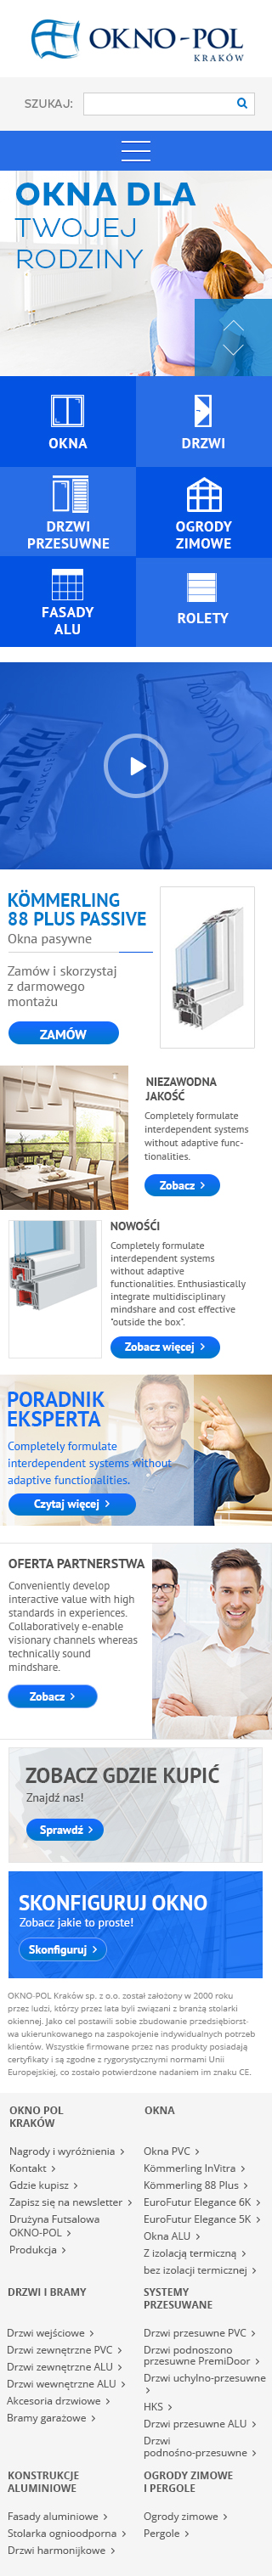 OKNO-POL
KRAKÓW
SZUKAJ:
OKNA DLA
TWOJEJ
RODZINY
OKNA
DRZWI
DRZWI
PRZESUWNE
OGRODY
ZIMOWE
FASADY
ALU
ROLETY
KÖMMERLING
88 PLUS PASSIVE
Okna pasywne
Zamów i skorzystaj
z darmowego
montażu
ZAMÓW
NIEZAWODNA
JAKOŚĆ
Completely formulate
interdependent systems
without adaptive func-
tionalities.
Zobacz >
NOWOŚĆI
Completely formulate
interdependent systems
without adaptive
functionalities. Enthusiastically
integrate multidisciplinary
mindshare and cost effective
"outside the box".
Zobacz więcej >
PORADNIK
EKSPERTA
Completely formulate
interdependent systems without
adaptive functionalities.
Czytaj więcej >
OFERTA PARTNERSTWA
Conveniently develop
interactive value with high
standards in experiences.
Collaboratively e-enable
visionary channels whereas
technically sound
mindshare.
Zobacz >
ZOBACZ GDZIE KUPIĆ
Znajdź nas!
Sprawdź >
SKONFIGURUJ OKNO
Zobacz jakie to proste!
Skonfiguruj >
OKNO-POL Kraków sp. z o.o. został założony w 2000 roku
przez ludzi, którzy przez lata byli związani z branżą stolarki
okiennej. Jako cel postawili sobie zbudowanie przedsiębiorst-
wa ukierunkowanego na zaspokojenie indywidualnych potrzeb
klientów. Wszystkie firmowane przez nas produkty posiadają
certyfikaty i są zgodne z rygorystycznymi normami Unii
Europejskiej, co zostało potwierdzone nadaniem im znaku CE.
OKNO POL
KRAKÓW
Nagrody i wyróżnienia >
Kontakt >
Gdzie kupisz >
Zapisz się na newsletter >
Drużyna Futsalowa
OKNO-POL >
Produkcja >
OKNA
Okna PVC >
Kömmerling InVitra >
Kömmerling 88 Plus >
EuroFutur Elegance 6K >
EuroFutur Elegance 5K >
Okna ALU >
Z izolacją termiczną >
bez izolacji termicznej >
DRZWI I BRAMY
Drzwi wejściowe >
Drzwi zewnętrzne PVC >
Drzwi zewnętrzne ALU >
Drzwi wewnętrzne ALU >
Akcesoria drzwiowe >
Bramy garażowe >
SYSTEMY
PRZESUWANE
Drzwi przesuwne PVC >
Drzwi podnoszono
przesuwne PremiDoor >
Drzwi uchylno-przesuwne
>
HKS >
Drzwi przesuwne ALU >
Drzwi
podnośno-przesuwne >
KONSTRUKCJE
ALUMINIOWE
Fasady aluminiowe >
Stolarka ognioodporna >
Drzwi harmonijkowe >
OGRODY ZIMOWE
I PERGOLE
Ogrody zimowe >
Pergole >